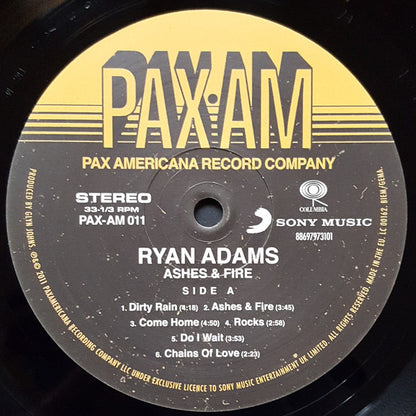 PAX·AM
PAX AMERICANA RECORD COMPANY
STEREO
33-1/3 RPM
PAX-AM 011
COLUMBIA
SONY MUSIC
88697973101
RYAN ADAMS
ASHES & FIRE
SIDE A
1. Dirty Rain (4:18) 2. Ashes & Fire (3:45)
3. Come Home (4:50) 4. Rocks (2:58)
5. Do I Wait (3:53)
6. Chains Of Love (2:23)
PRODUCED BY GLYN JOHNS. ℗ & © 2011 PAXAMERICANA RECORDING COMPANY LLC UNDER EXCLUSIVE LICENCE TO SONY MUSIC ENTERTAINMENT UK LIMITED. ALL RIGHTS RESERVED. MADE IN THE EU. LC 00162. BIEM/GEMA.